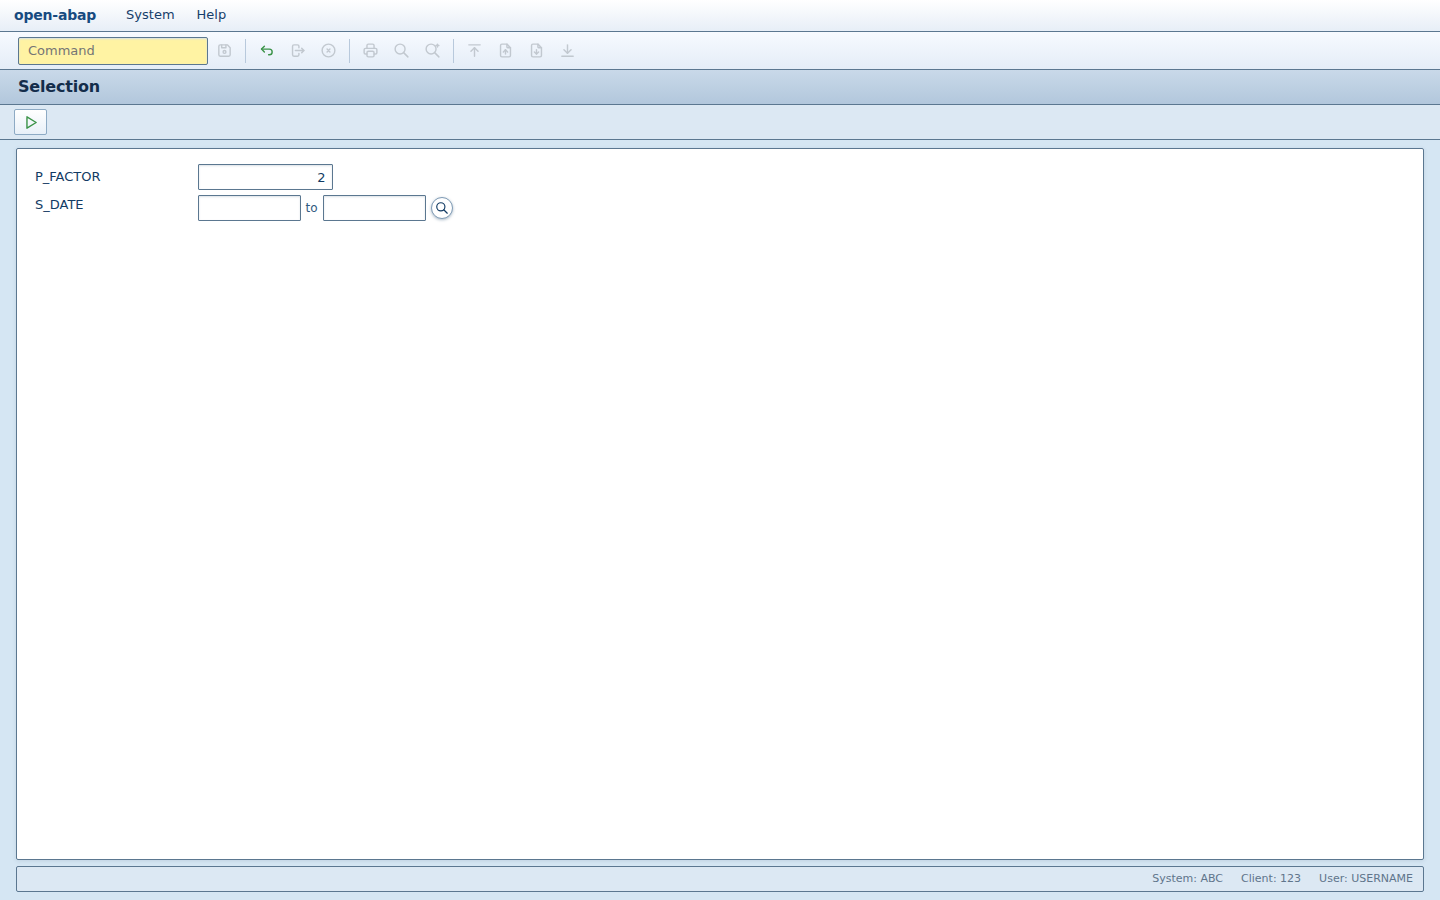 open-abap System Help
Command
Selection
P_FACTOR 2
S_DATE to
System: ABC Client: 123 User: USERNAME